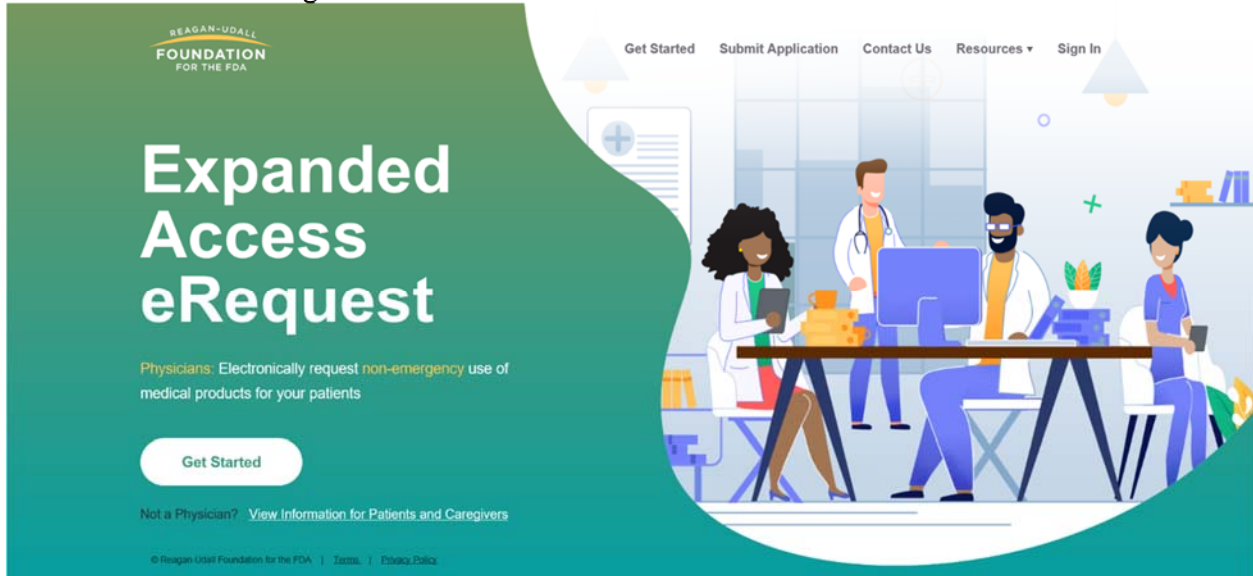 REAGAN-UDALL
FOUNDATION
FOR THE FDA
Get Started Submit Application Contact Us Resources ▾ Sign In
Expanded
Access
eRequest
Physicians: Electronically request non-emergency use of
medical products for your patients
Get Started
Not a Physician? View Information for Patients and Caregivers
© Reagan-Udall Foundation for the FDA | Terms. | Privacy Policy